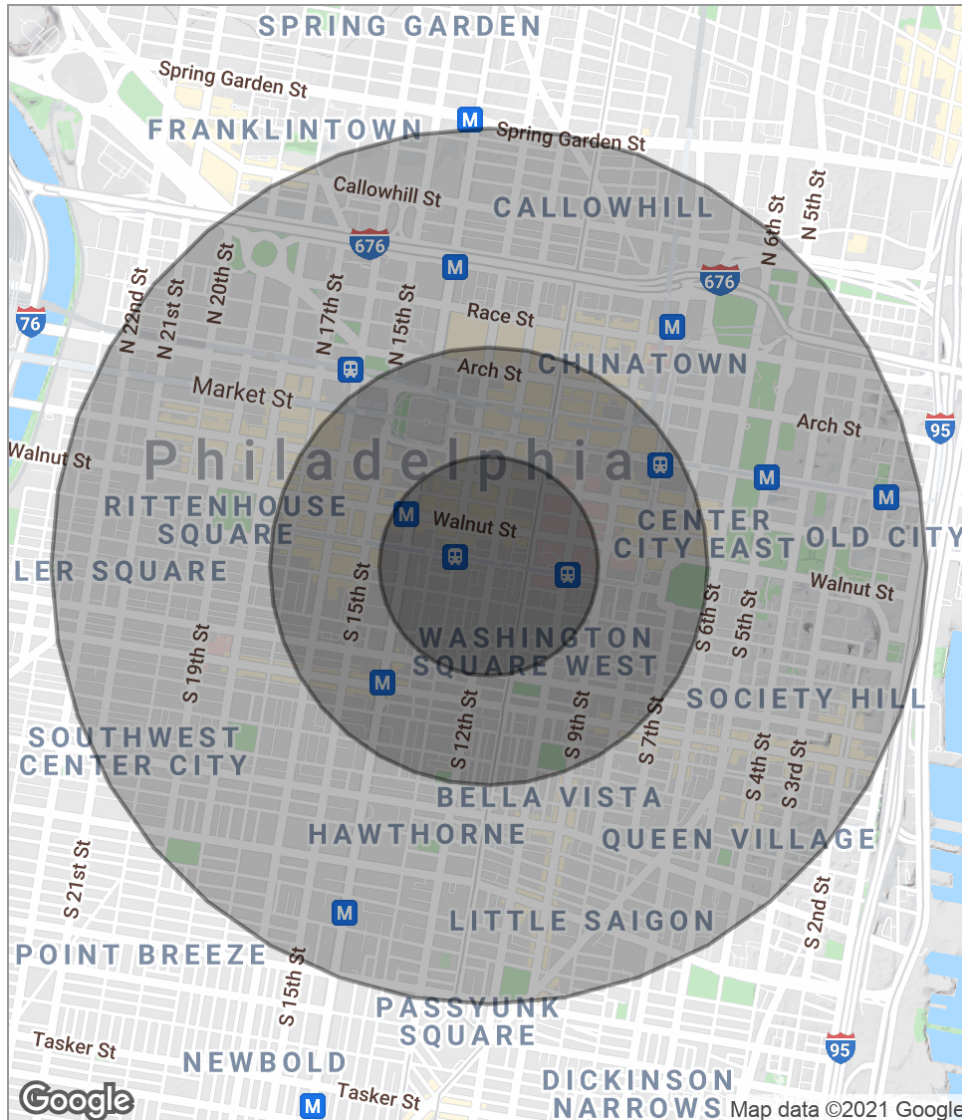 SPRING GARDEN
Spring Garden St
FRANKLINTOWN
M
Spring Garden St
Callowhill St
CALLOWHILL
N 5th St
N 6th St
676
M
676
N 22nd St
N 21st St
N 20th St
N 17th St
N 15th St
76
Race St
M
CHINATOWN
Arch St
Market St
Arch St
95
Philadelphia
Walnut St
M
M
RITTENHOUSE
SQUARE
M
Walnut St
CENTER
CITY EAST
OLD CITY
LER SQUARE
Walnut St
S 15th St
S 6th St
S 5th St
S 19th St
WASHINGTON
SQUARE WEST
M
SOCIETY HILL
S 12th St
S 9th St
S 7th St
SOUTHWEST
CENTER CITY
S 4th St
S 3rd St
BELLA VISTA
HAWTHORNE
QUEEN VILLAGE
S 21st St
M
LITTLE SAIGON
S 2nd St
POINT BREEZE
S 15th St
PASSYUNK
SQUARE
Tasker St
NEWBOLD
95
DICKINSON
NARROWS
Tasker St
M
Google
Map data ©2021 Google